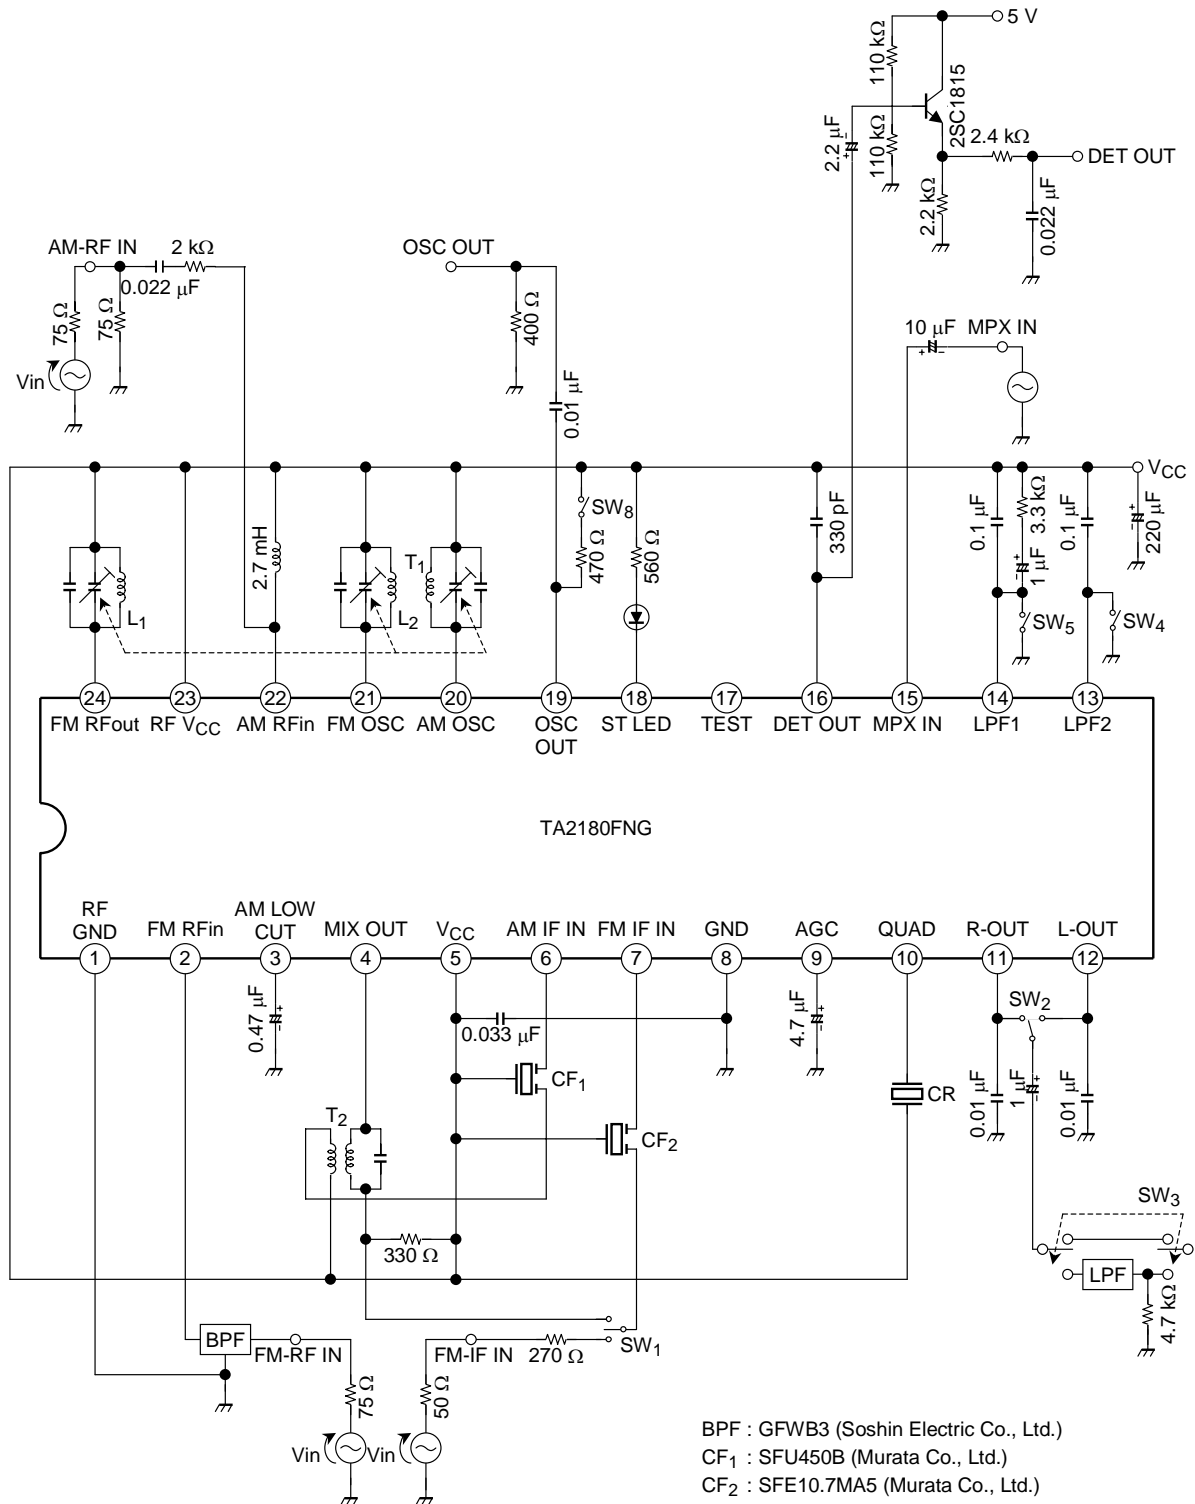 5 V
110 kΩ
2SC1815
2.2 μF
110 kΩ
2.4 kΩ
DET OUT
2.2 kΩ
0.022 μF
AM-RF IN
2 kΩ
0.022 μF
75 Ω
75 Ω
Vin
OSC OUT
400 Ω
0.01 μF
10 μF
MPX IN
VCC
SW8
470 Ω
560 Ω
330 pF
0.1 μF
3.3 kΩ
1 μF
0.1 μF
220 μF
SW5
SW4
L1
2.7 mH
L2
T1
24 23 22 21 20 19 18 17 16 15 14 13
FM RFout
RF VCC
AM RFin
FM OSC
AM OSC
OSC OUT
ST LED
TEST
DET OUT
MPX IN
LPF1
LPF2
TA2180FNG
RF GND
FM RFin
AM LOW CUT
MIX OUT
VCC
AM IF IN
FM IF IN
GND
AGC
QUAD
R-OUT
L-OUT
1 2 3 4 5 6 7 8 9 10 11 12
0.47 μF
0.033 μF
4.7 μF
SW2
CF1
CR
0.01 μF
1 μF
0.01 μF
T2
CF2
330 Ω
SW3
LPF
4.7 kΩ
BPF
FM-RF IN
FM-IF IN
270 Ω
SW1
75 Ω
50 Ω
Vin
Vin
BPF : GFWB3 (Soshin Electric Co., Ltd.)
CF1 : SFU450B (Murata Co., Ltd.)
CF2 : SFE10.7MA5 (Murata Co., Ltd.)